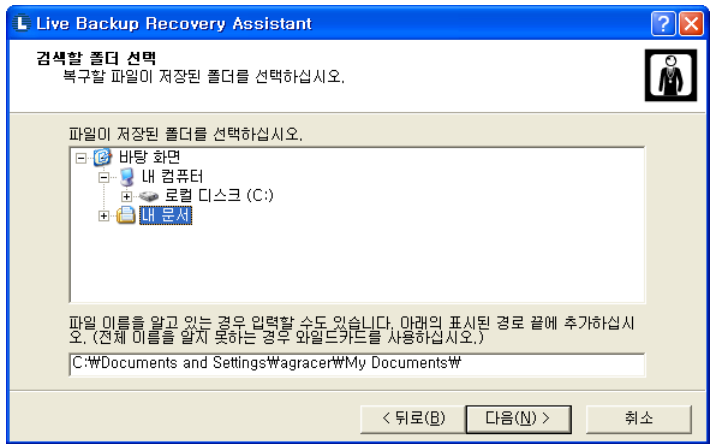 Live Backup Recovery Assistant
검색할 폴더 선택
복구할 파일이 저장된 폴더를 선택하십시오.
파일이 저장된 폴더를 선택하십시오.
바탕 화면
내 컴퓨터
로컬 디스크 (C:)
내 문서
파일 이름을 알고 있는 경우 입력할 수도 있습니다. 아래의 표시된 경로 끝에 추가하십시
오. (전체 이름을 알지 못하는 경우 와일드카드를 사용하십시오.)
C:₩Documents and Settings₩agracer₩My Documents₩
< 뒤로(B) 다음(N) > 취소